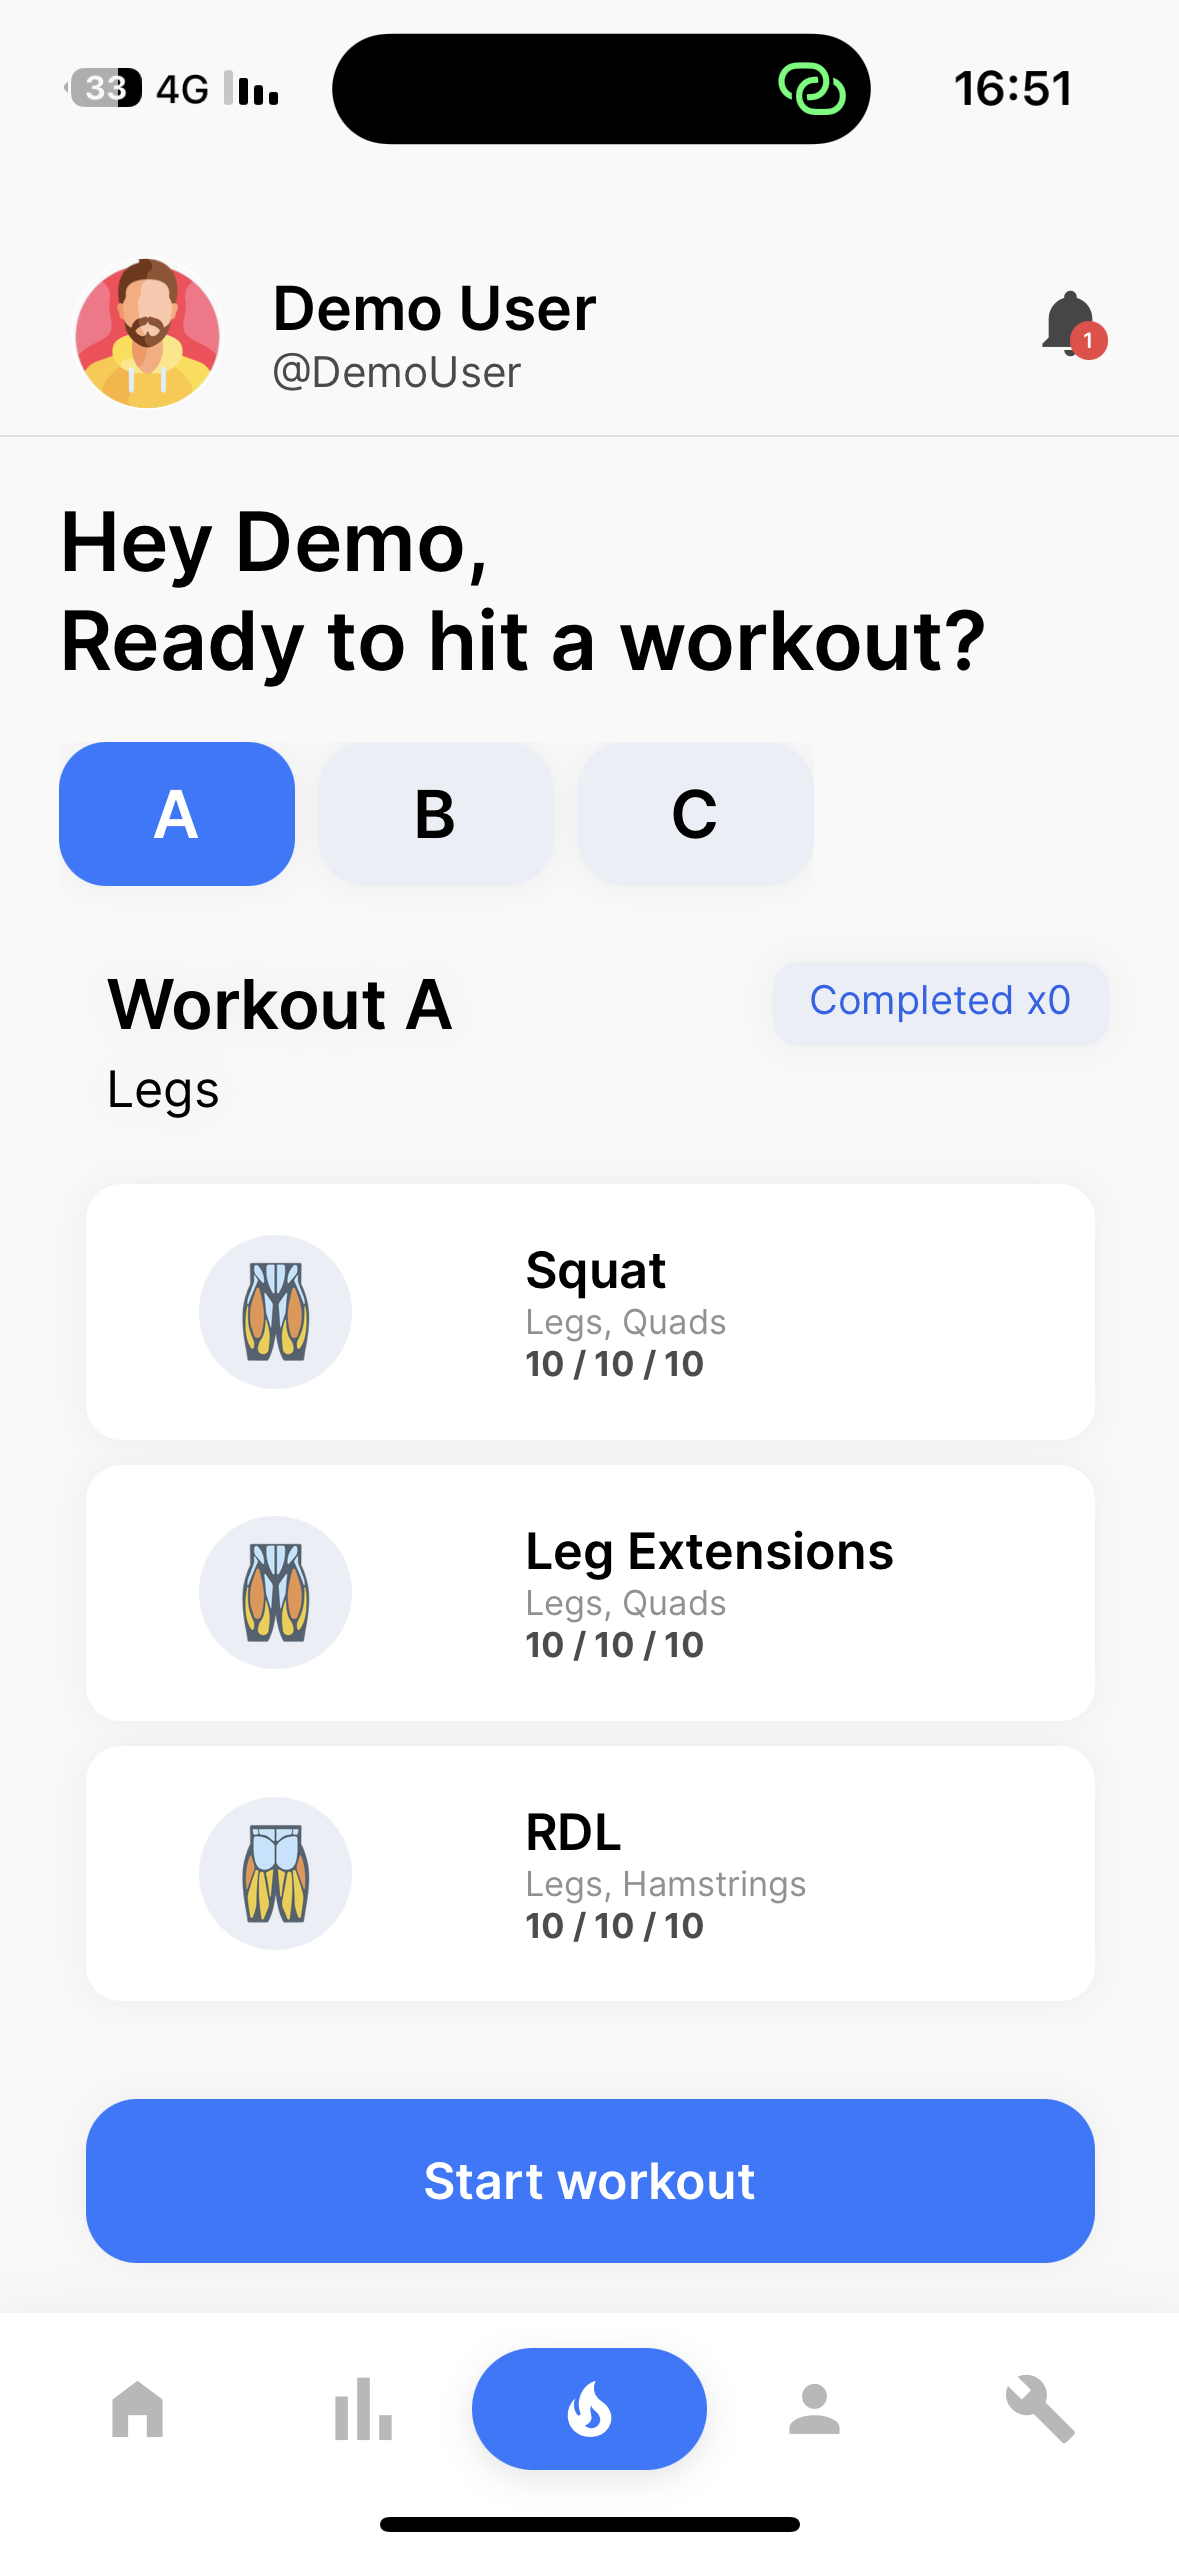 33 4G 16:51
Demo User
@DemoUser
1
Hey Demo,
Ready to hit a workout?
A B C
Workout A
Completed x0
Legs
Squat
Legs, Quads
10 / 10 / 10
Leg Extensions
Legs, Quads
10 / 10 / 10
RDL
Legs, Hamstrings
10 / 10 / 10
Start workout